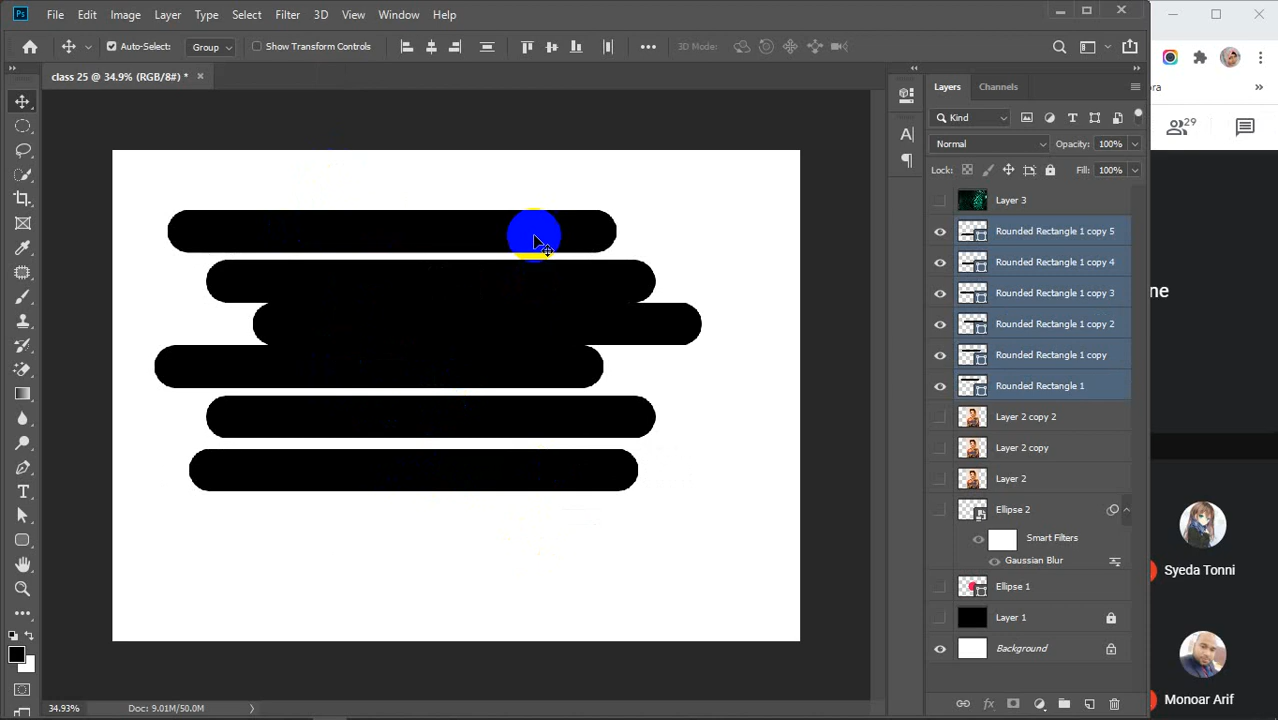 Ps File Edit Image Layer Type Select Filter 3D View Window Help
Auto-Select: Group Show Transform Controls 3D Mode:
class 25 @ 34.9% (RGB/8#) *
Layers Channels
Kind
Normal Opacity: 100%
Lock: Fill: 100%
Layer 3
Rounded Rectangle 1 copy 5
Rounded Rectangle 1 copy 4
Rounded Rectangle 1 copy 3
Rounded Rectangle 1 copy 2
Rounded Rectangle 1 copy
Rounded Rectangle 1
Layer 2 copy 2
Layer 2 copy
Layer 2
Ellipse 2
Smart Filters
Gaussian Blur
Ellipse 1
Layer 1
Background
34.93% Doc: 9.01M/50.0M
ora
29
ne
Syeda Tonni
Monoar Arif